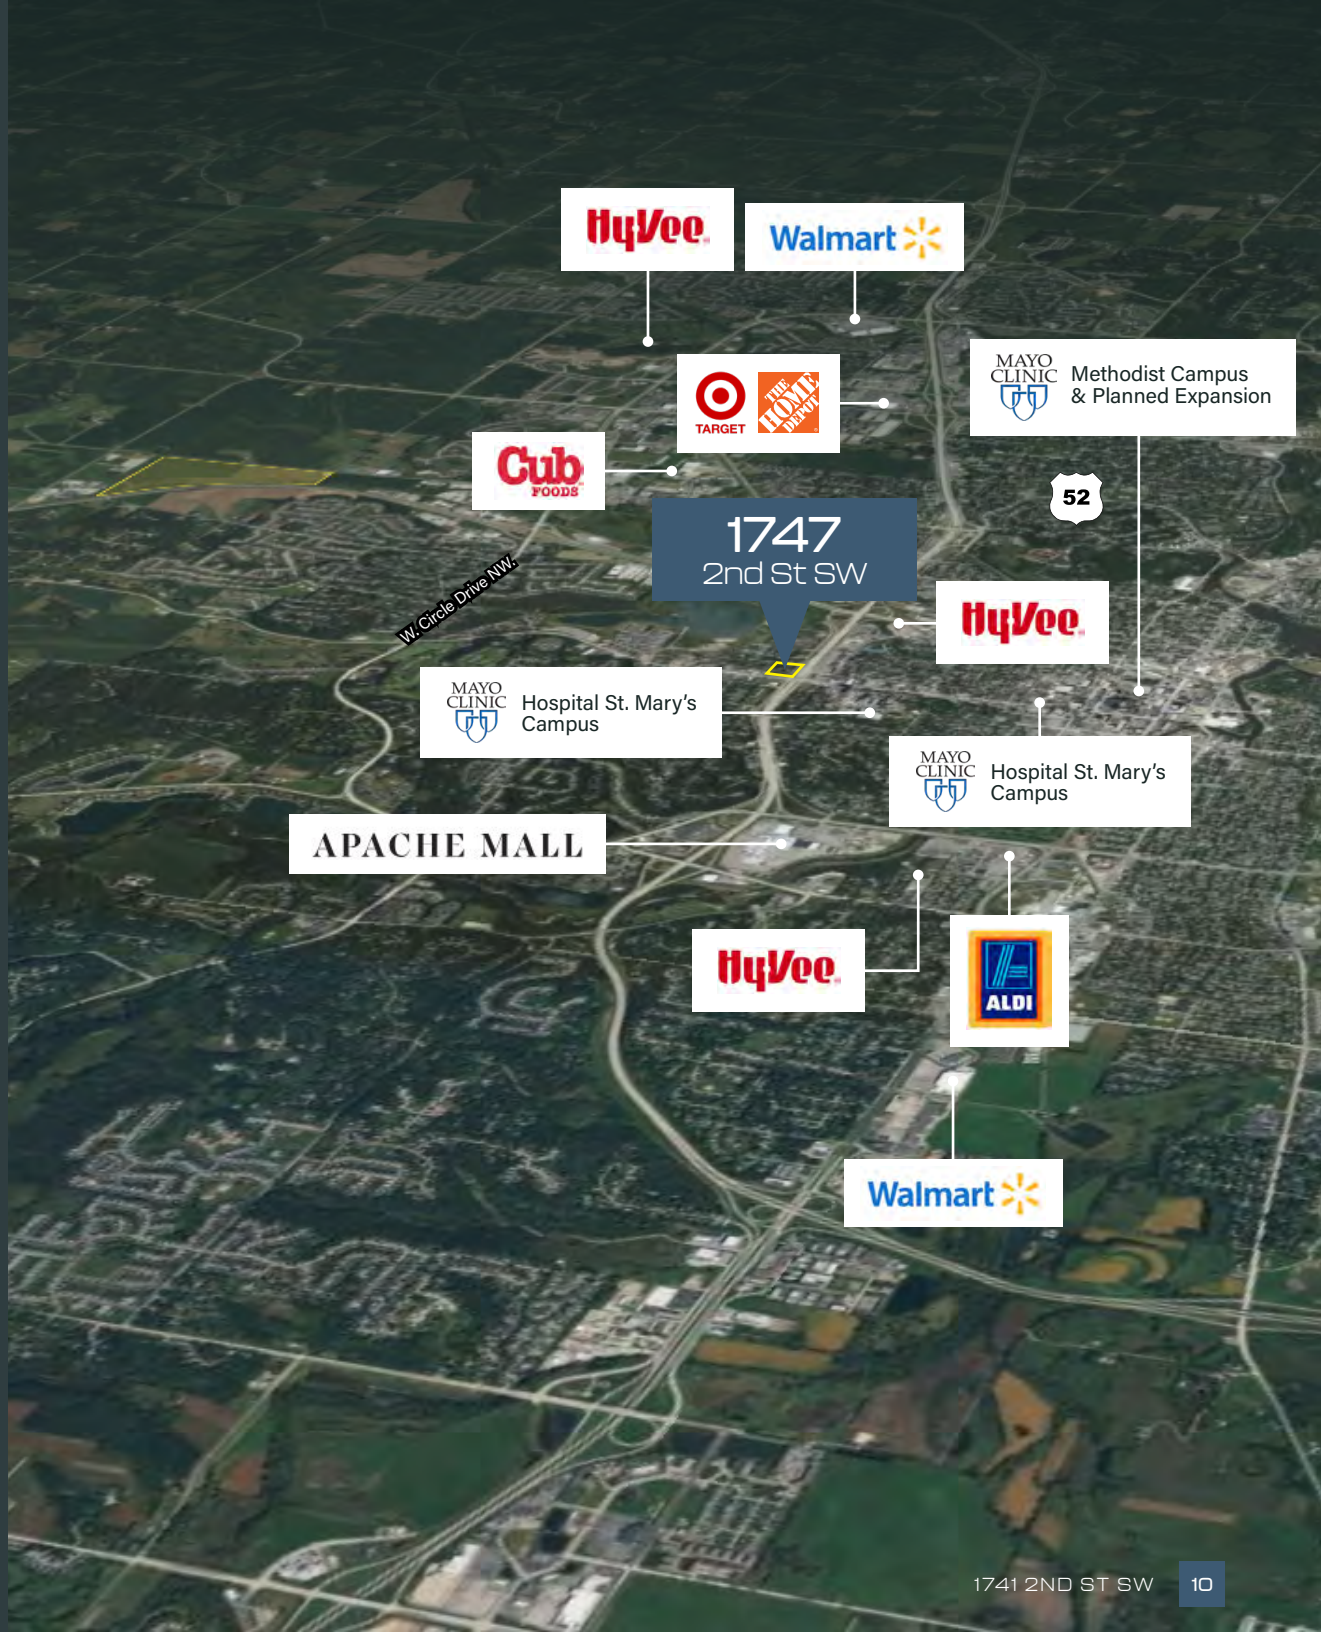 HyVee
Walmart
MAYO
CLINIC
Methodist Campus
& Planned Expansion
TARGET
THE
HOME
DEPOT
Cub
FOODS
52
1747
2nd St SW
W. Circle Drive NW.
HyVee
MAYO
CLINIC
Hospital St. Mary's
Campus
MAYO
CLINIC
Hospital St. Mary's
Campus
APACHE MALL
HyVee
ALDI
Walmart
1741 2ND ST SW
10